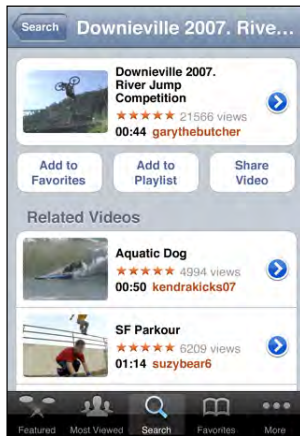 Search
Downieville 2007. Rive...
Downieville 2007.
River Jump
Competition
21566 views
00:44 garythebutcher
Add to
Favorites
Add to
Playlist
Share
Video
Related Videos
Aquatic Dog
4994 views
00:50 kendrakicks07
SF Parkour
6209 views
01:14 suzybear6
Featured
Most Viewed
Search
Favorites
More